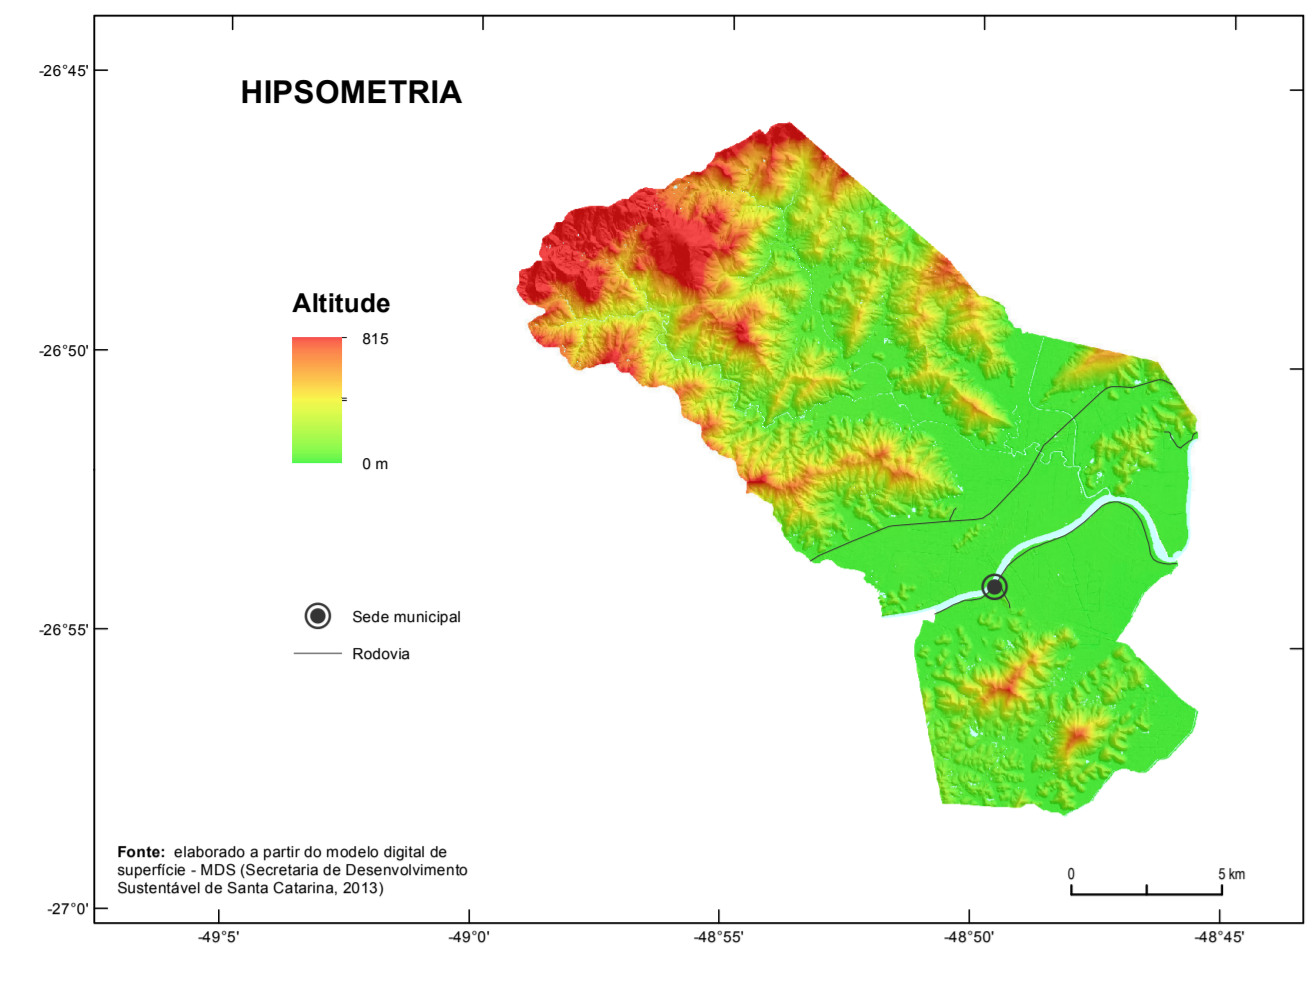 -26°45'
HIPSOMETRIA
Altitude
815
-26°50'
0 m
Sede municipal
-26°55'
Rodovia
Fonte: elaborado a partir do modelo digital de
superfície - MDS (Secretaria de Desenvolvimento
Sustentável de Santa Catarina, 2013)
0 5 km
-27°0'
-49°5' -49°0' -48°55' -48°50' -48°45'